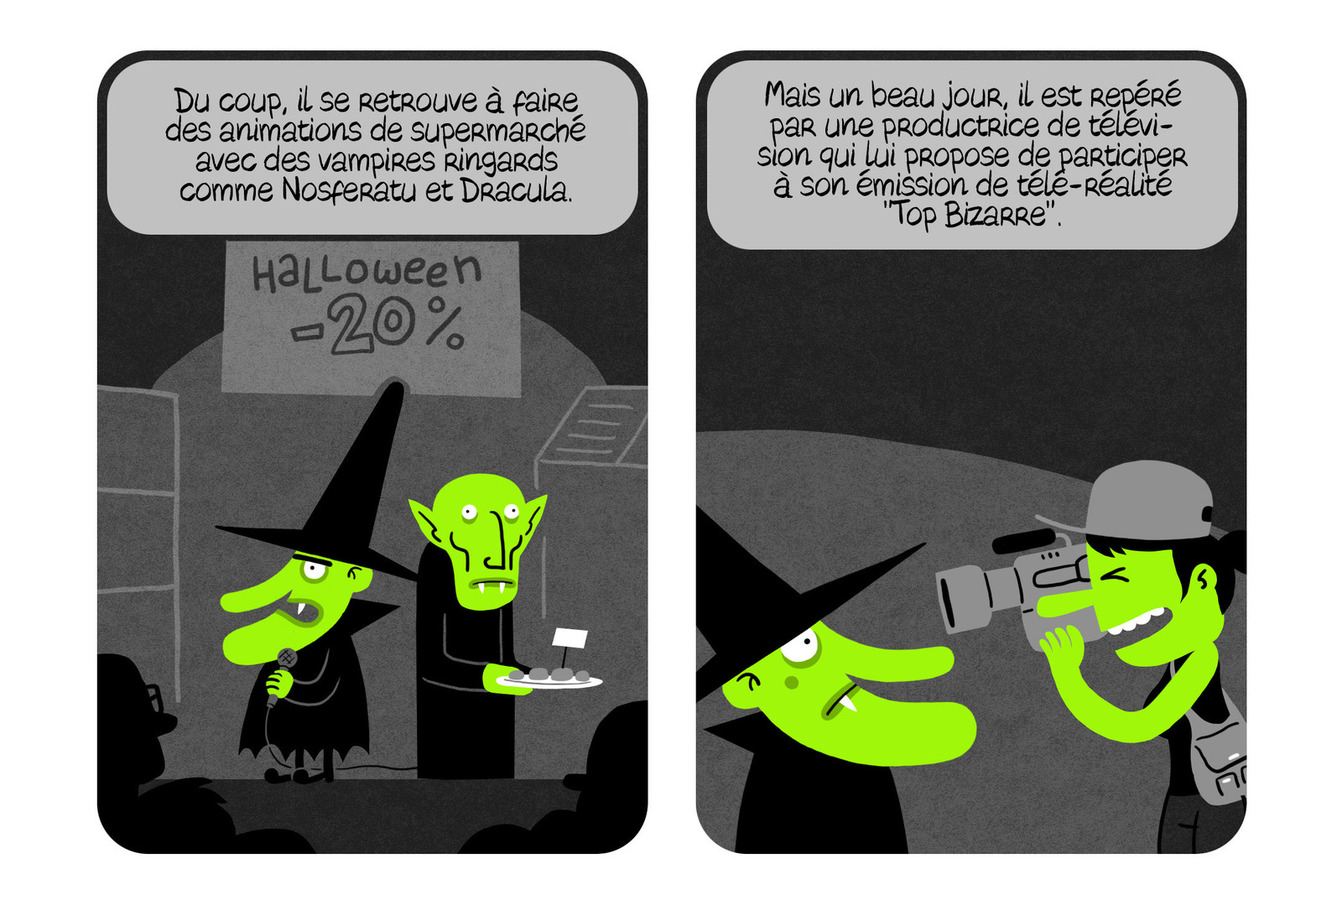 Du coup, il se retrouve à faire
des animations de supermarché
avec des vampires ringards
comme Nosferatu et Dracula.
Halloween
-20%
Mais un beau jour, il est repéré
par une productrice de télévi-
sion qui lui propose de participer
à son émission de télé-réalité
"Top Bizarre".